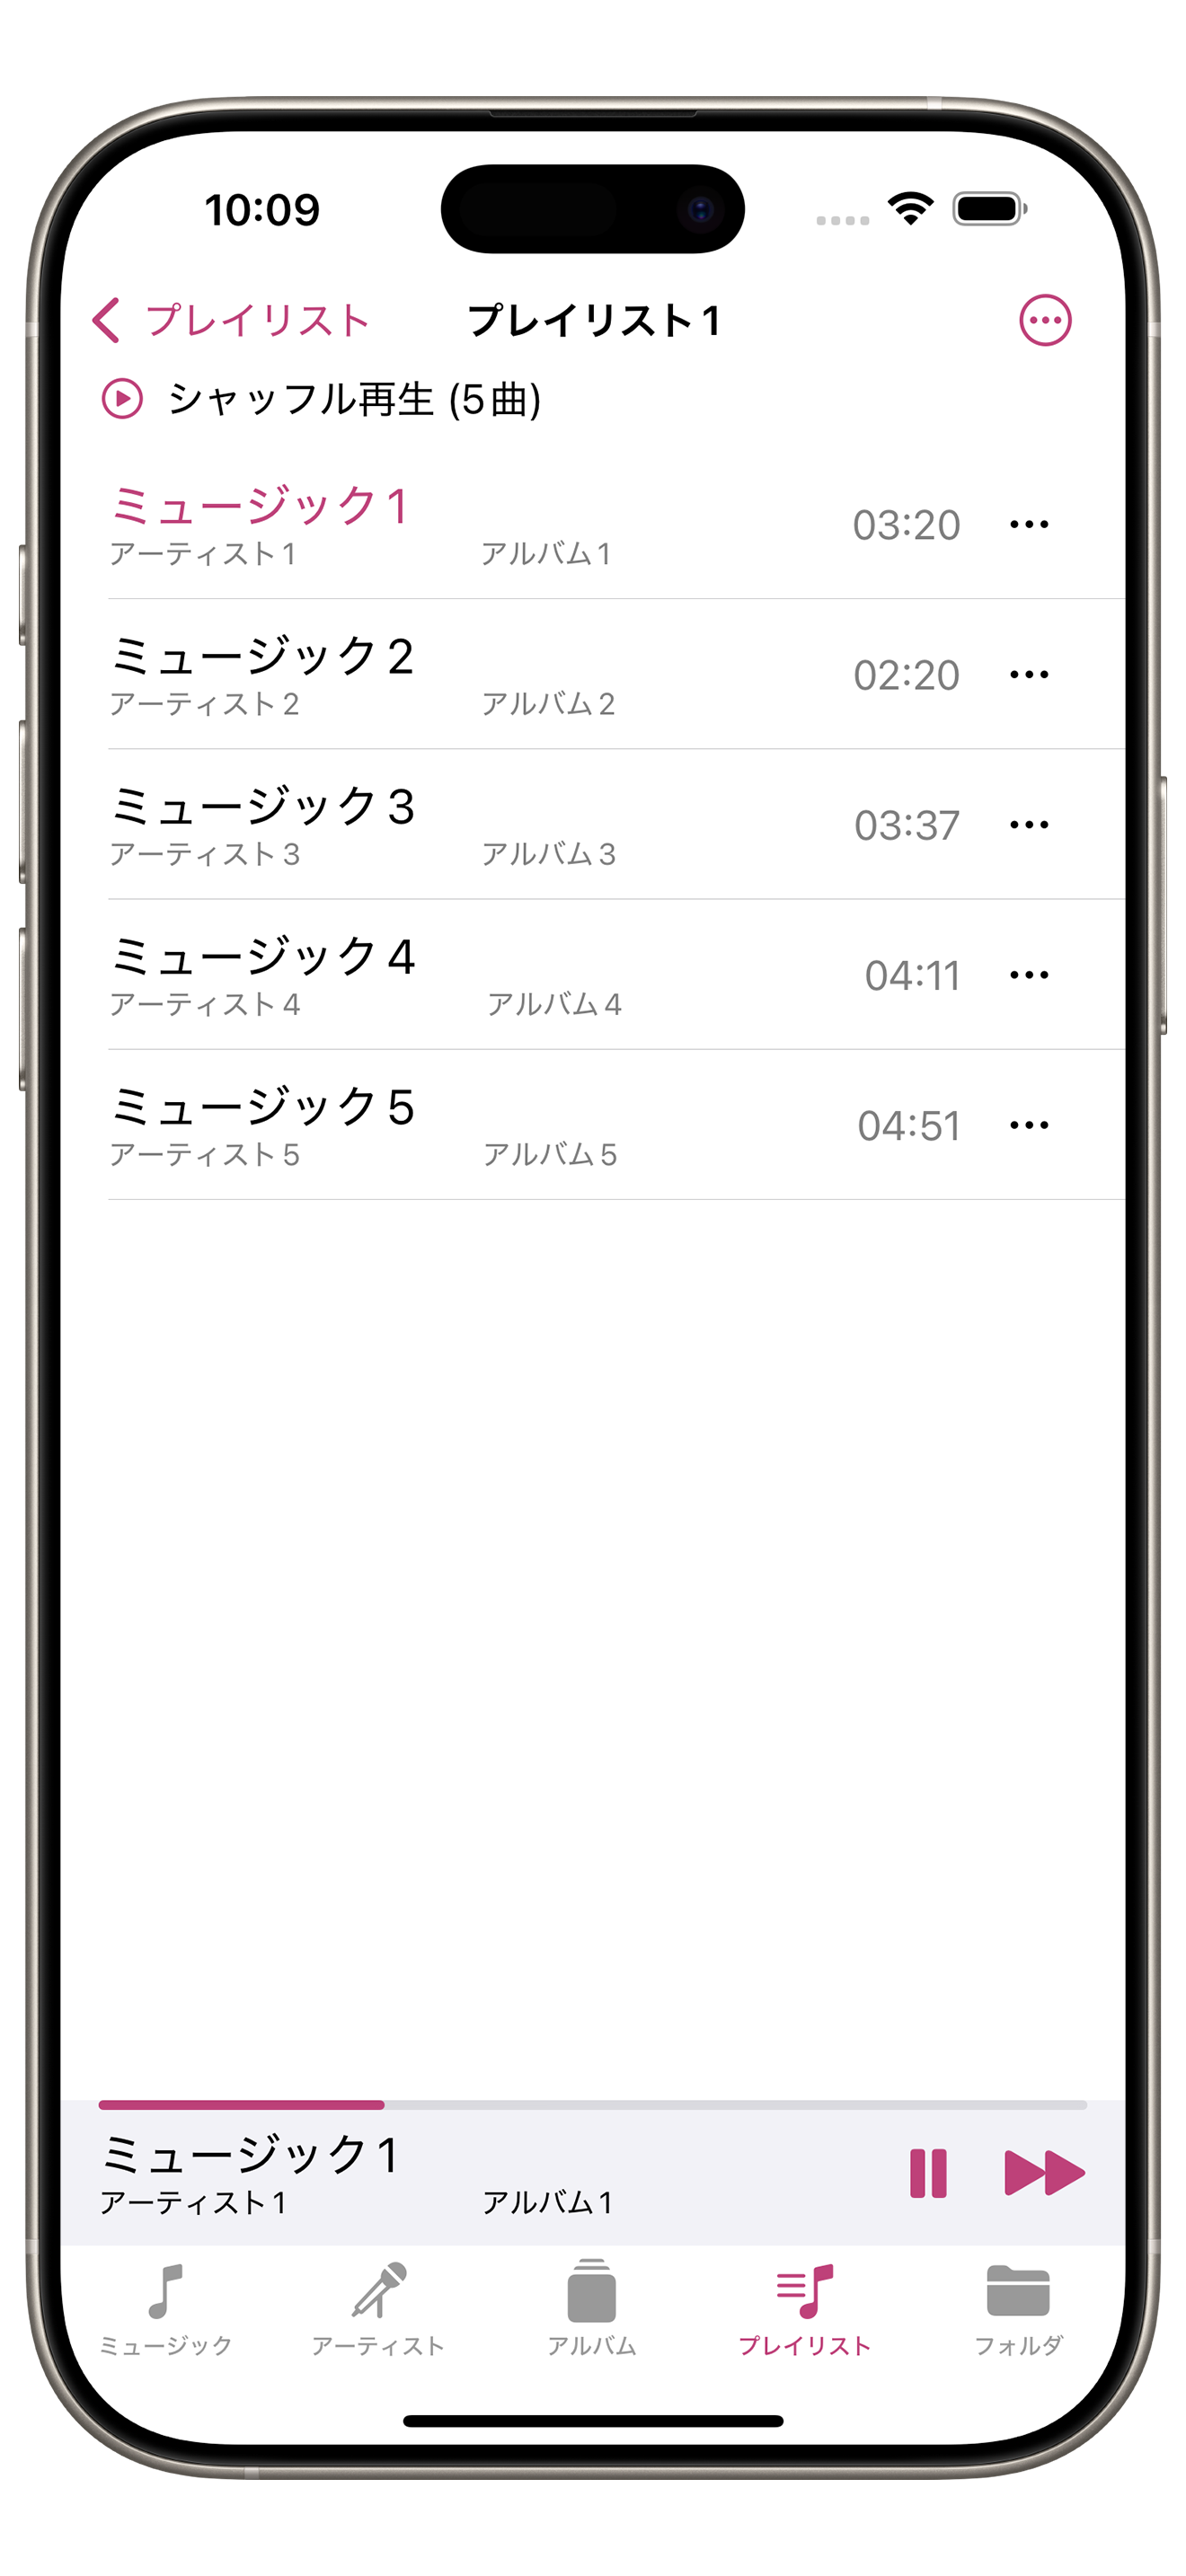 10:09
プレイリスト プレイリスト1
シャッフル再生 (5曲)
ミュージック1
アーティスト1 アルバム1 03:20
ミュージック2
アーティスト2 アルバム2 02:20
ミュージック3
アーティスト3 アルバム3 03:37
ミュージック4
アーティスト4 アルバム4 04:11
ミュージック5
アーティスト5 アルバム5 04:51
ミュージック1
アーティスト1 アルバム1
ミュージック アーティスト アルバム プレイリスト フォルダ